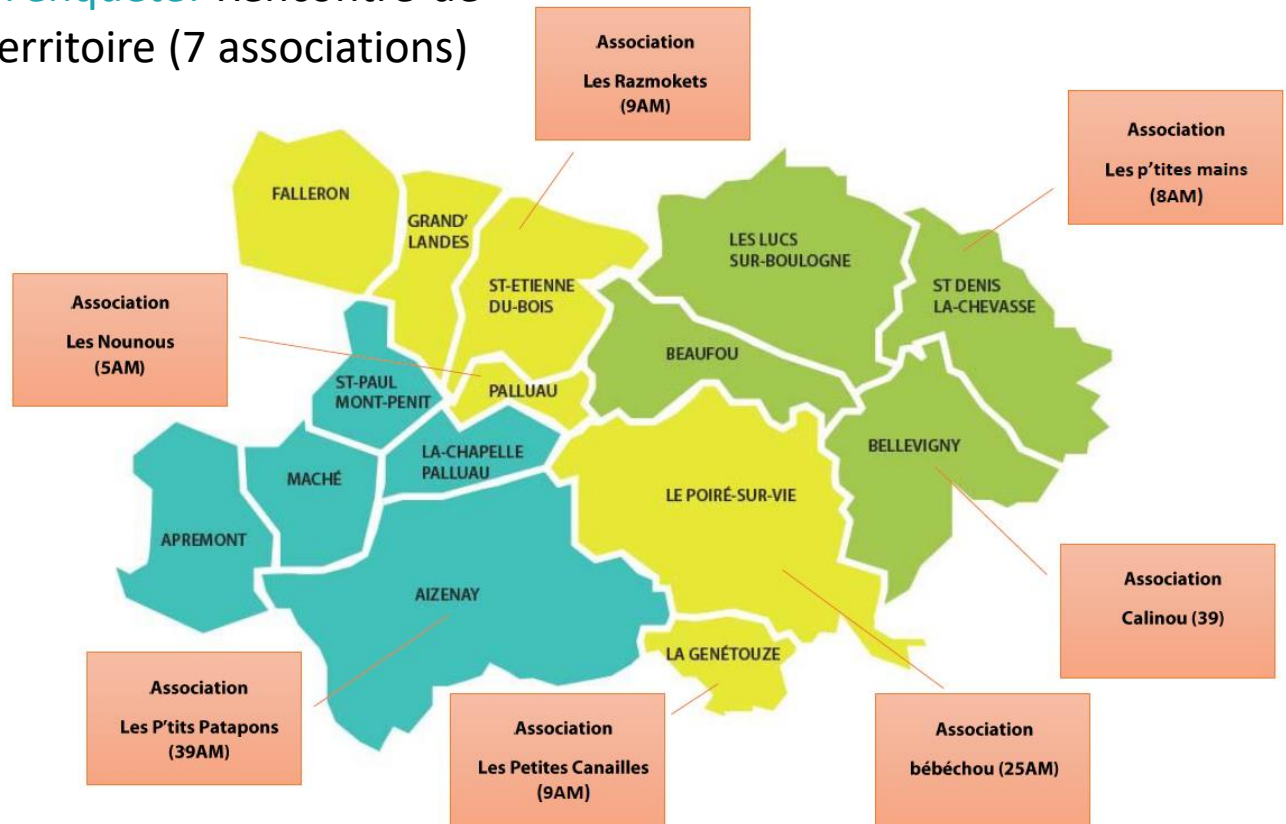 enquêter Rencontre de
erritoire (7 associations)
Association
Les Razmokets
(9AM)
Association
Les p'tites mains
(8AM)
FALLERON
GRAND'
LANDES
LES LUCS
SUR-BOULOGNE
ST-ETIENNE
DU-BOIS
ST DENIS
LA-CHEVASSE
Association
Les Nounous
(5AM)
BEAUFOU
ST-PAUL
MONT-PENIT
PALLUAU
BELLEVIGNY
LA-CHAPELLE
PALLUAU
MACHÉ
LE POIRÉ-SUR-VIE
APREMONT
AIZENAY
Association
Calinou (39)
LA GENÉTOUZE
Association
Les P'tits Patapons
(39AM)
Association
Les Petites Canailles
(9AM)
Association
bébéchou (25AM)